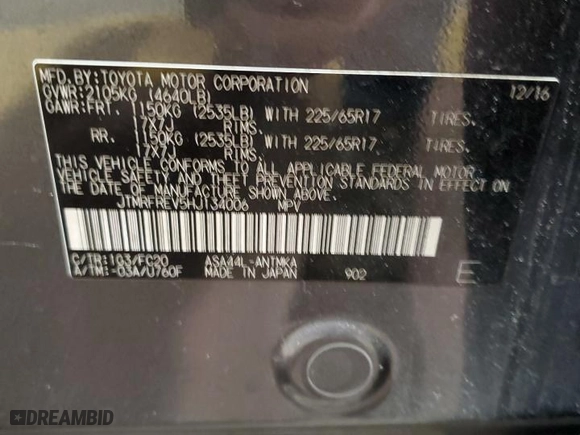 MFD.BY:TOYOTA MOTOR CORPORATION 12/16
GVWR:2105KG (4640LB)
GAWR:FRT. 1150KG (2535LB) WITH 225/65R17 TIRES.
17X7J RIMS.
RR. 1150KG (2535LB) WITH 225/65R17 TIRES.
17X7J RIMS.
THIS VEHICLE CONFORMS TO ALL APPLICABLE FEDERAL MOTOR
VEHICLE SAFETY AND THEFT PREVENTION STANDARDS IN EFFECT ON
THE DATE OF MANUFACTURE SHOWN ABOVE.
JTMRFREV5HJ134006 MPV
C/TR:1G3/FC20 ASA44L-ANTMKA
A/TM:-03A/U760F MADE IN JAPAN 902 E
DREAMBID